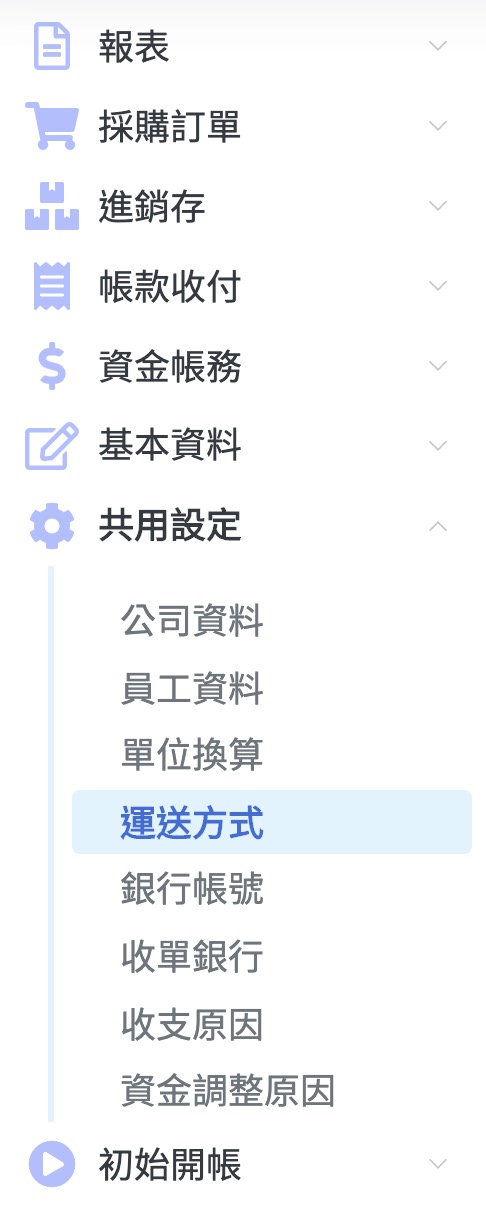 報表
採購訂單
進銷存
帳款收付
資金帳務
基本資料
共用設定
公司資料
員工資料
單位換算
運送方式
銀行帳號
收單銀行
收支原因
資金調整原因
初始開帳